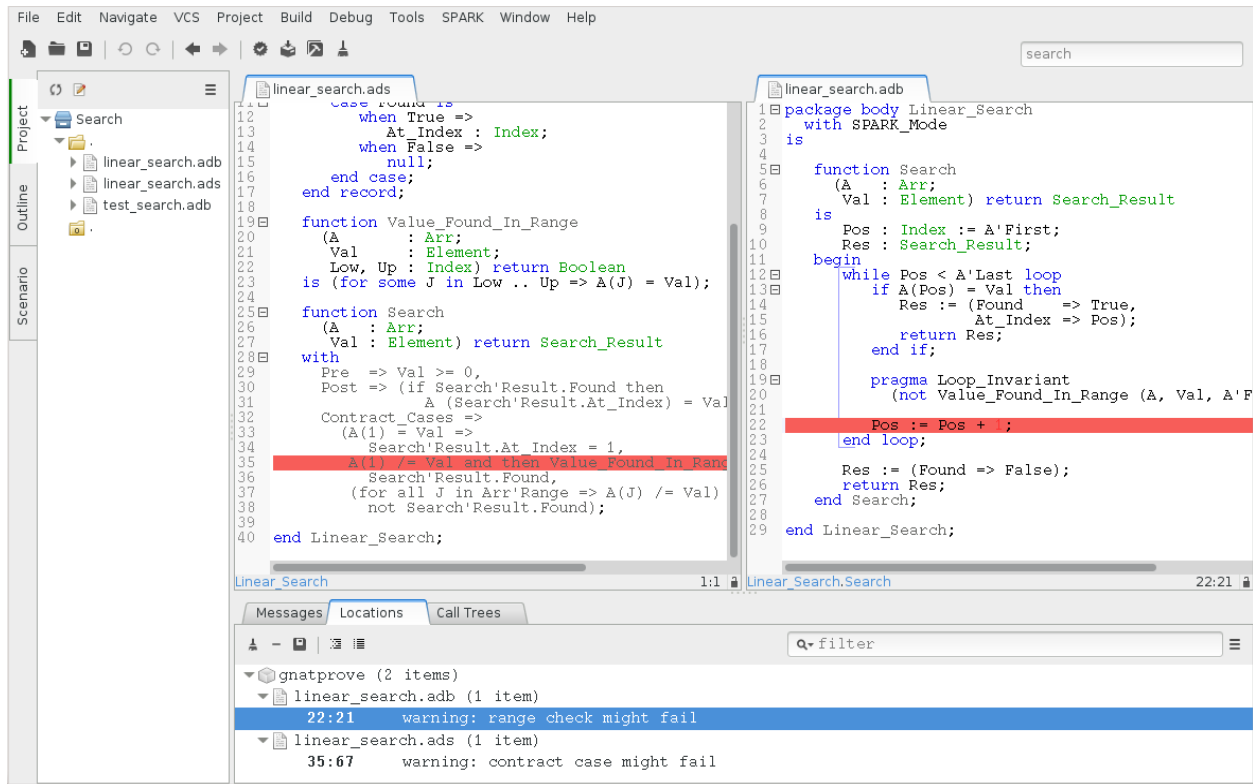 File Edit Navigate VCS Project Build Debug Tools SPARK Window Help
search
Project
Outline
Scenario
Search
.
linear_search.adb
linear_search.ads
test_search.adb
.
linear_search.ads
11 case Found is
12 when True =>
13 At_Index : Index;
14 when False =>
15 null;
16 end case;
17 end record;
18
19 function Value_Found_In_Range
20 (A : Arr;
21 Val : Element;
22 Low, Up : Index) return Boolean
23 is (for some J in Low .. Up => A(J) = Val);
24
25 function Search
26 (A : Arr;
27 Val : Element) return Search_Result
28 with
29 Pre => Val >= 0,
30 Post => (if Search'Result.Found then
31 A (Search'Result.At_Index) = Val
32 Contract_Cases =>
33 (A(1) = Val =>
34 Search'Result.At_Index = 1,
35 A(1) /= Val and then Value_Found_In_Rang
36 Search'Result.Found,
37 (for all J in Arr'Range => A(J) /= Val)
38 not Search'Result.Found);
39
40 end Linear_Search;
Linear_Search 1:1
linear_search.adb
1 package body Linear_Search
2 with SPARK_Mode
3 is
4
5 function Search
6 (A : Arr;
7 Val : Element) return Search_Result
8 is
9 Pos : Index := A'First;
10 Res : Search_Result;
11 begin
12 while Pos < A'Last loop
13 if A(Pos) = Val then
14 Res := (Found => True,
15 At_Index => Pos);
16 return Res;
17 end if;
18
19 pragma Loop_Invariant
20 (not Value_Found_In_Range (A, Val, A'F
21
22 Pos := Pos + 1;
23 end loop;
24
25 Res := (Found => False);
26 return Res;
27 end Search;
28
29 end Linear_Search;
Linear_Search.Search 22:21
Messages Locations Call Trees
filter
gnatprove (2 items)
linear_search.adb (1 item)
22:21 warning: range check might fail
linear_search.ads (1 item)
35:67 warning: contract case might fail